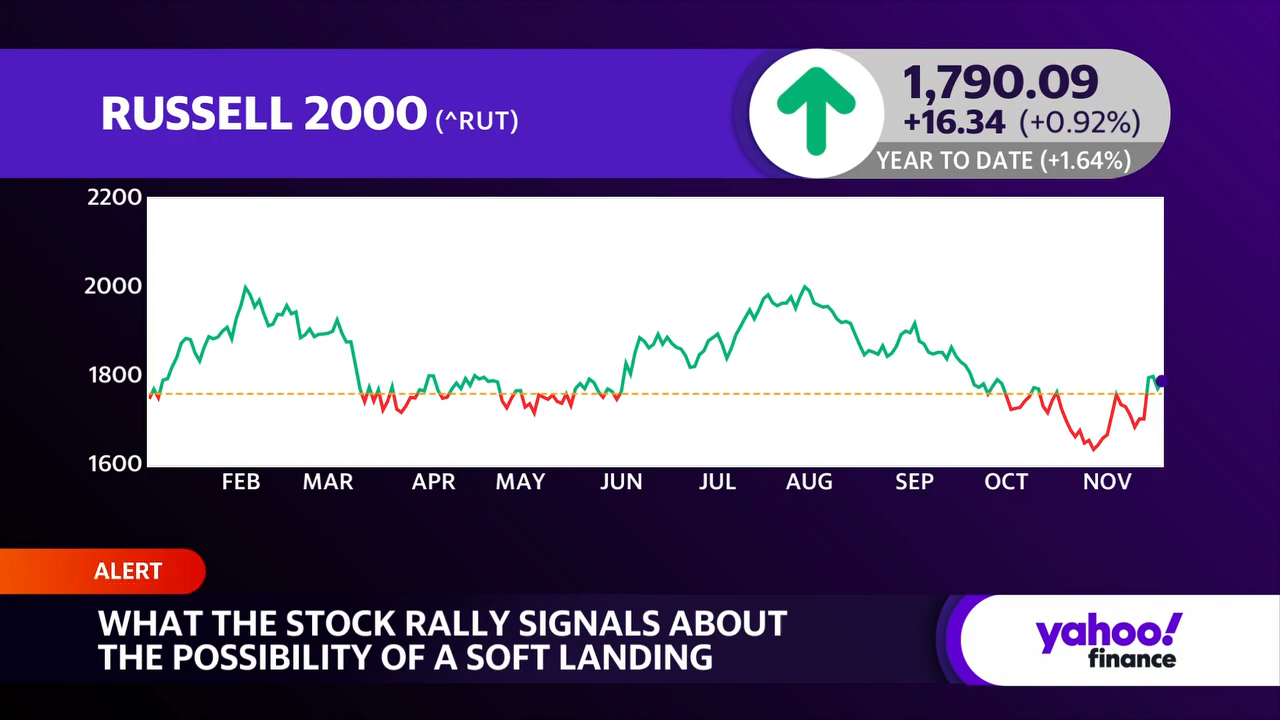 RUSSELL 2000 (^RUT)
1,790.09
+16.34 (+0.92%)
YEAR TO DATE (+1.64%)
2200
2000
1800
1600
FEB MAR APR MAY JUN JUL AUG SEP OCT NOV
ALERT
WHAT THE STOCK RALLY SIGNALS ABOUT
THE POSSIBILITY OF A SOFT LANDING
yahoo!
finance